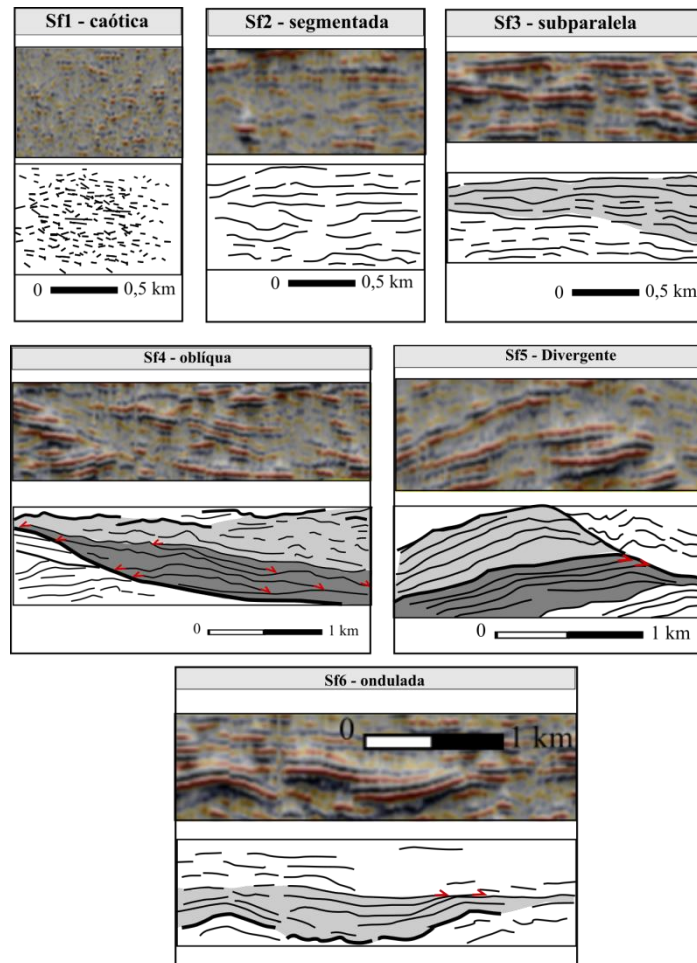 Sf1 - caótica
Sf2 - segmentada
Sf3 - subparalela
0 0,5 km
0 0,5 km
0 0,5 km
Sf4 - oblíqua
Sf5 - Divergente
0 1 km
0 1 km
Sf6 - ondulada
0 1 km